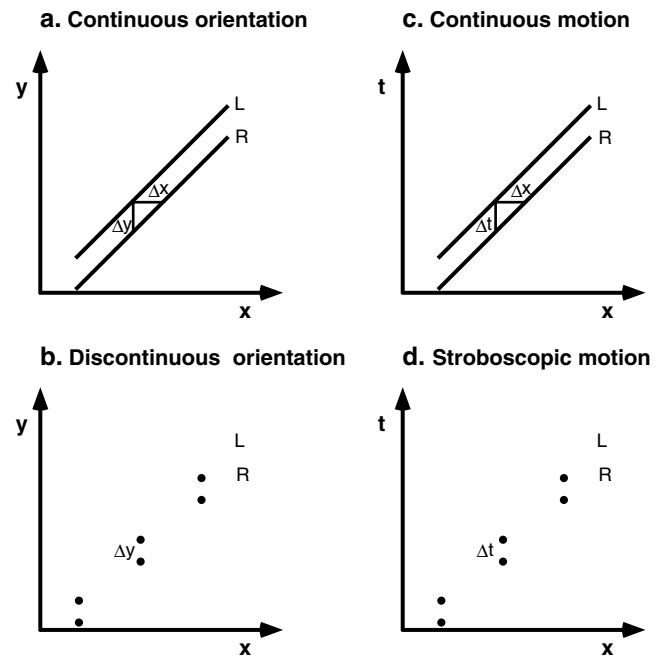 a. Continuous orientation
y
L
R
Δx
Δy
x
c. Continuous motion
t
L
R
Δx
Δt
x
b. Discontinuous orientation
y
L
R
Δy
x
d. Stroboscopic motion
t
L
R
Δt
x